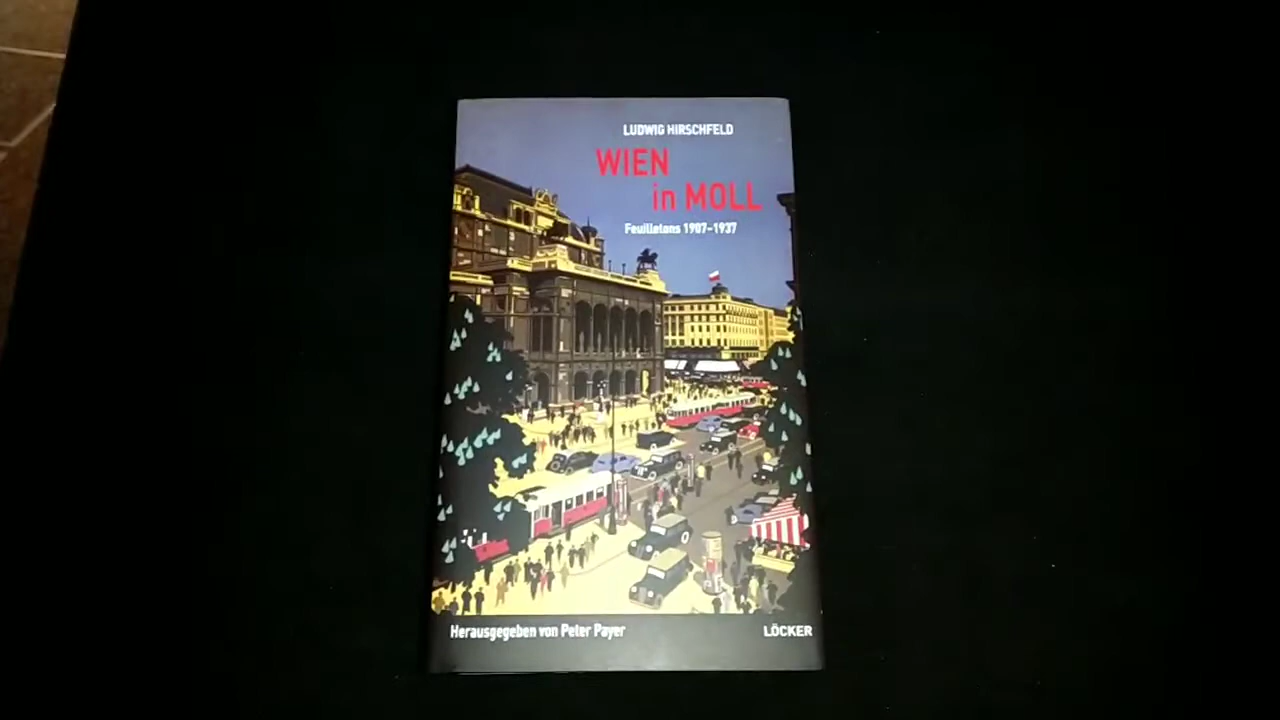 LUDWIG HIRSCHFELD
WIEN
in MOLL
Feuilletons 1907-1937
Herausgegeben von Peter Payer
LÖCKER